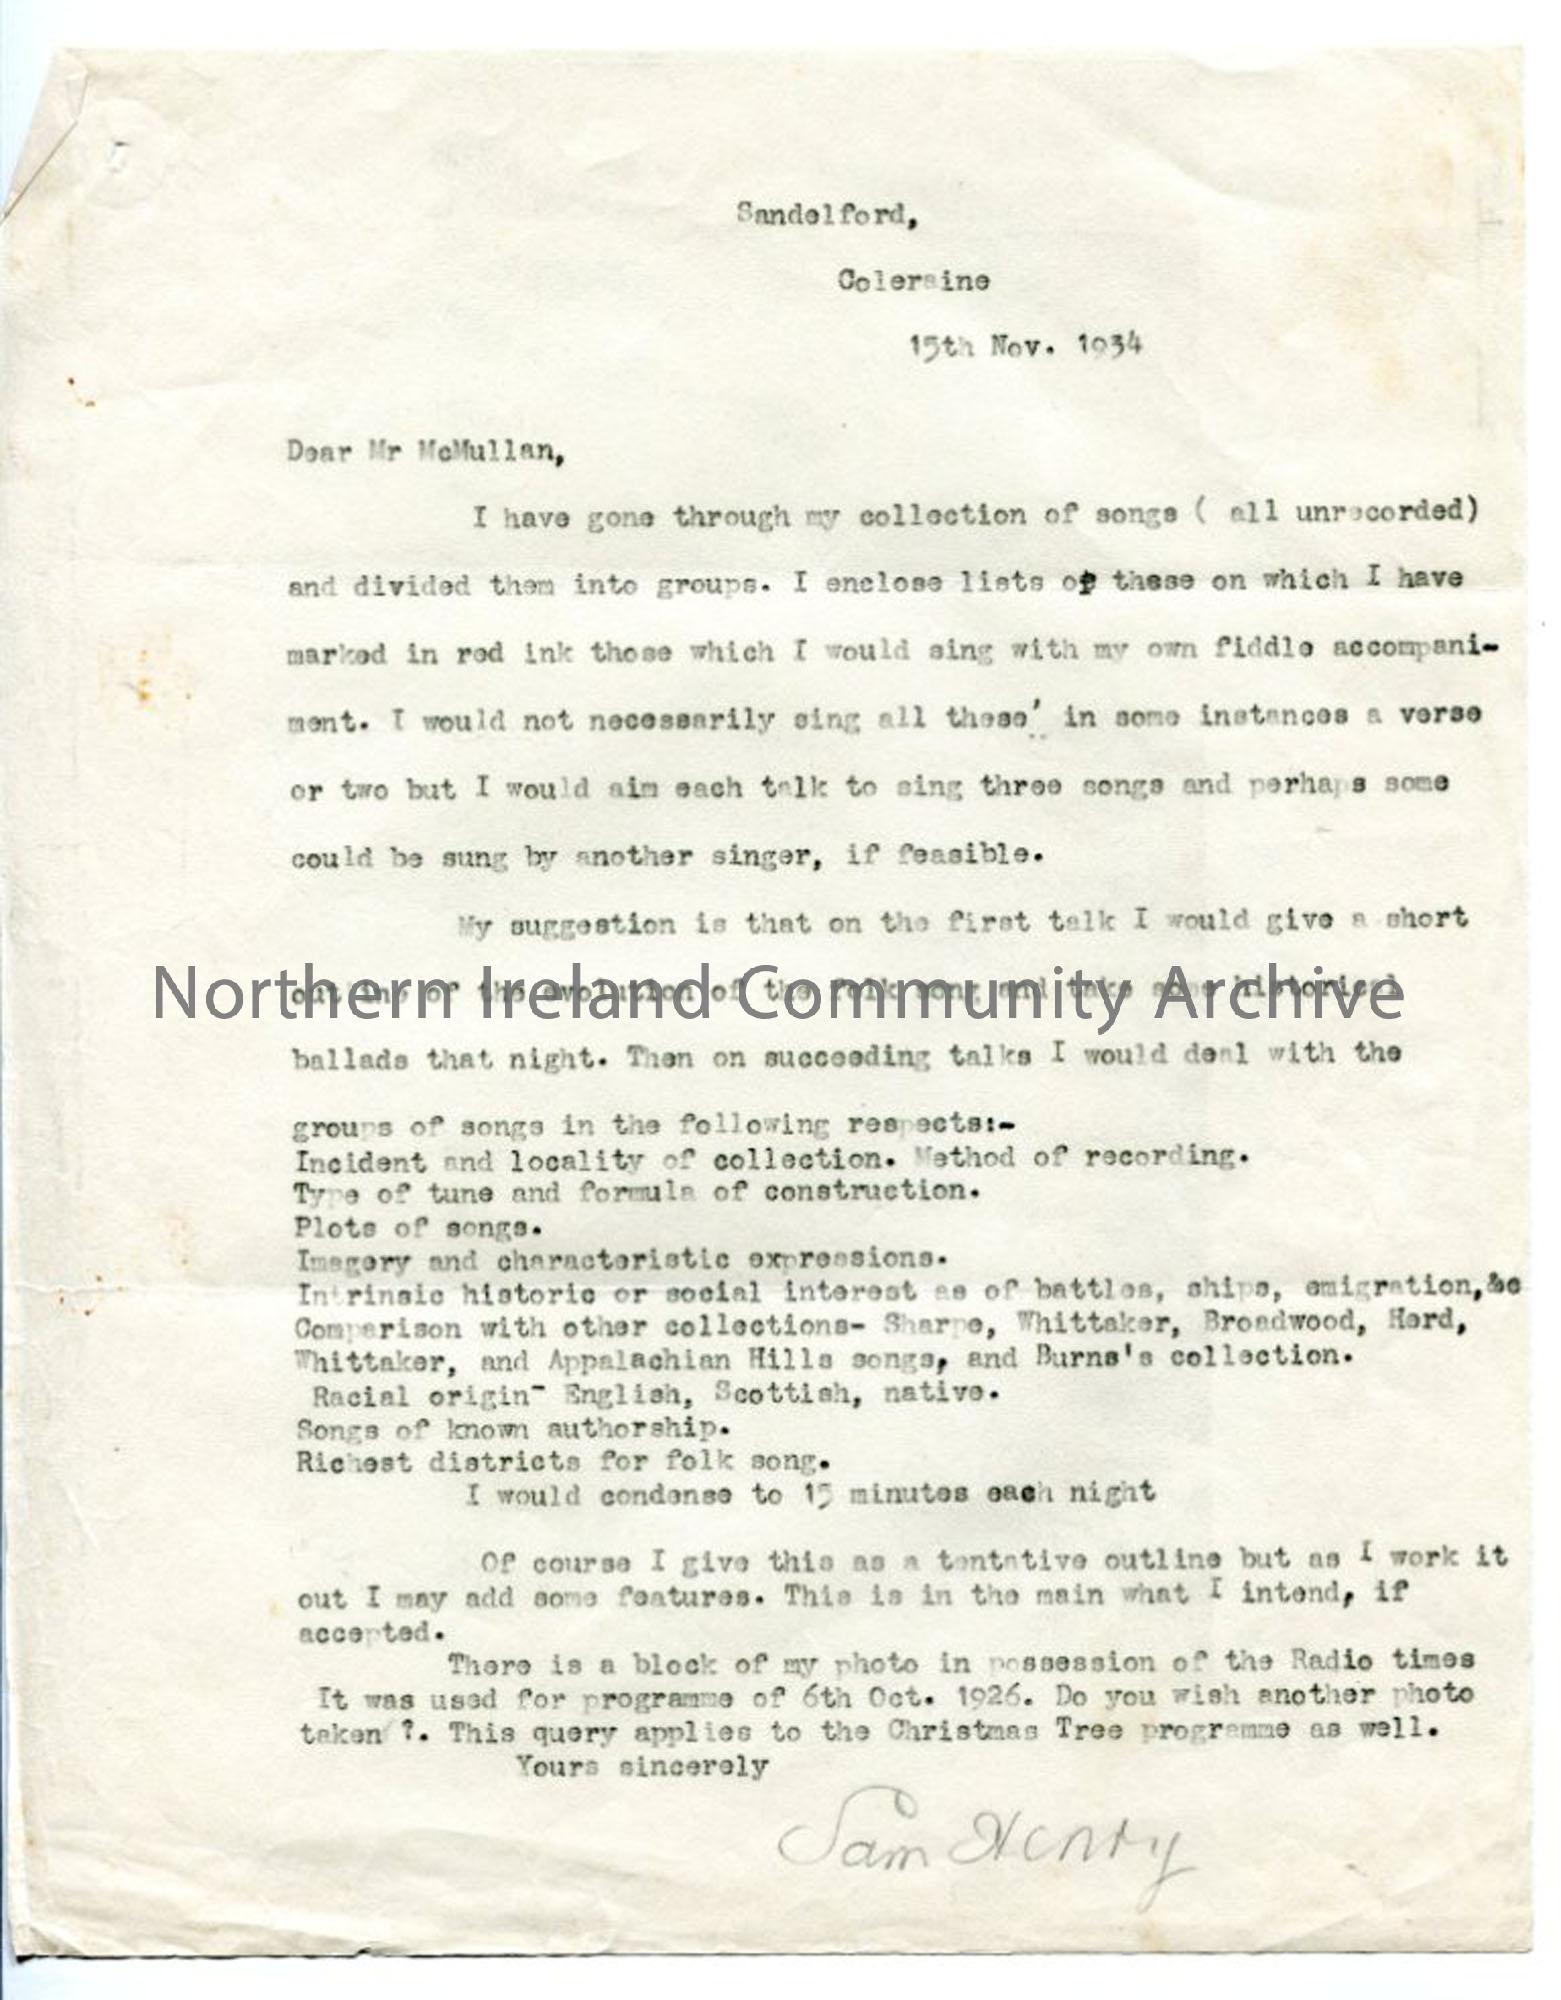 Sandelford,
Coleraine
15th Nov. 1934
Dear Mr McMullan,
I have gone through my collection of songs ( all unrecorded)
and divided them into groups. I enclose lists of these on which I have
marked in red ink those which I would sing with my own fiddle accompani-
ment. I would not necessarily sing all these' in some instances a verse
or two but I would aim each talk to sing three songs and perhaps some
could be sung by another singer, if feasible.
My suggestion is that on the first talk I would give a short
outline of the evolution of the folk song and take some historical
Northern Ireland Community Archive
ballads that night. Then on succeeding talks I would deal with the
groups of songs in the following respects:-
Incident and locality of collection. Method of recording.
Type of tune and formula of construction.
Plots of songs.
Imagery and characteristic expressions.
Intrinsic historic or social interest as of battles, ships, emigration,&c
Comparison with other collections- Sharpe, Whittaker, Broadwood, Herd,
Whittaker, and Appalachian Hills songs, and Burns's collection.
Racial origin- English, Scottish, native.
Songs of known authorship.
Richest districts for folk song.
I would condense to 15 minutes each night
Of course I give this as a tentative outline but as I work it
out I may add some features. This is in the main what I intend, if
accepted.
There is a block of my photo in possession of the Radio times
It was used for programme of 6th Oct. 1926. Do you wish another photo
taken ?. This query applies to the Christmas Tree programme as well.
Yours sincerely
Sam Henry